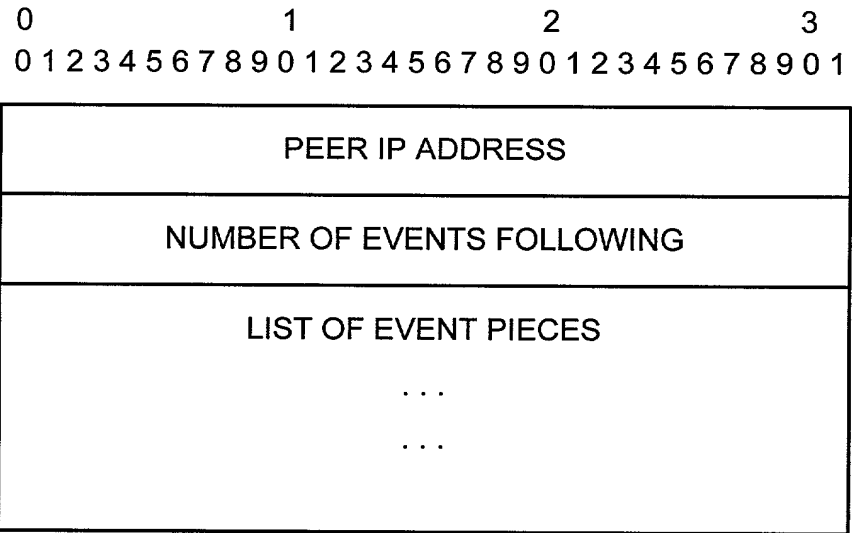 0 1 2 3
0 1 2 3 4 5 6 7 8 9 0 1 2 3 4 5 6 7 8 9 0 1 2 3 4 5 6 7 8 9 0 1
PEER IP ADDRESS
NUMBER OF EVENTS FOLLOWING
LIST OF EVENT PIECES
. . .
. . .